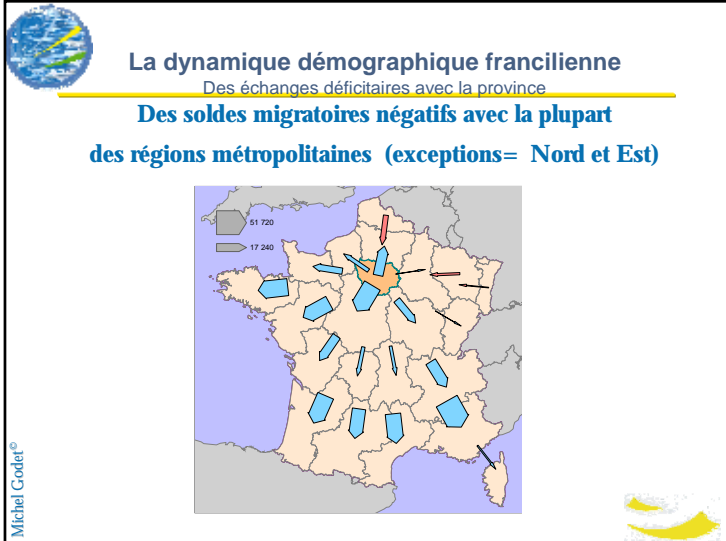 La dynamique démographique francilienne
Des échanges déficitaires avec la province
Des soldes migratoires négatifs avec la plupart
des régions métropolitaines (exceptions= Nord et Est)
51 720
17 240
Michel Godet©